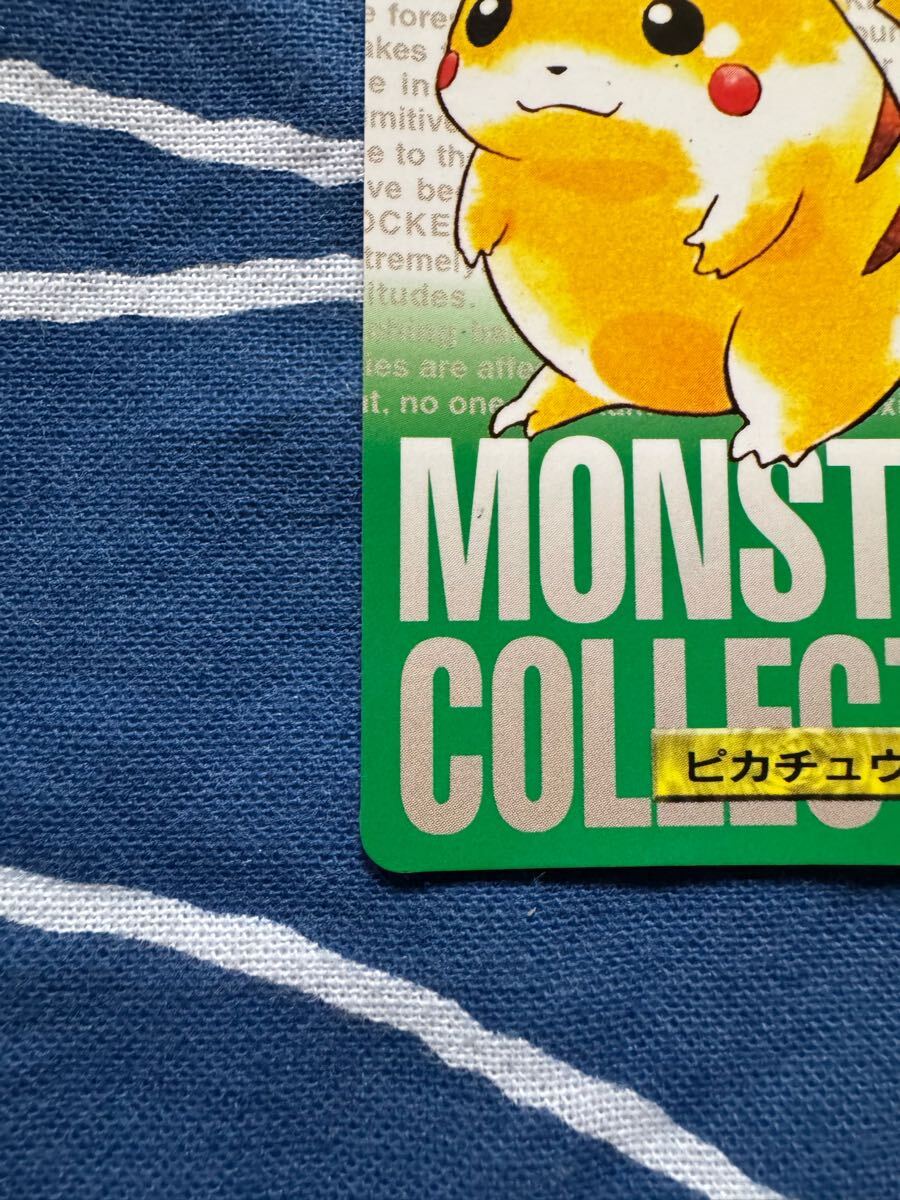 fore
akes
e in
mitive
e to th
ve be
OCKE
tremely
itudes.
ies are affe
t, no one
MONST
COLLECT
ピカチュウ